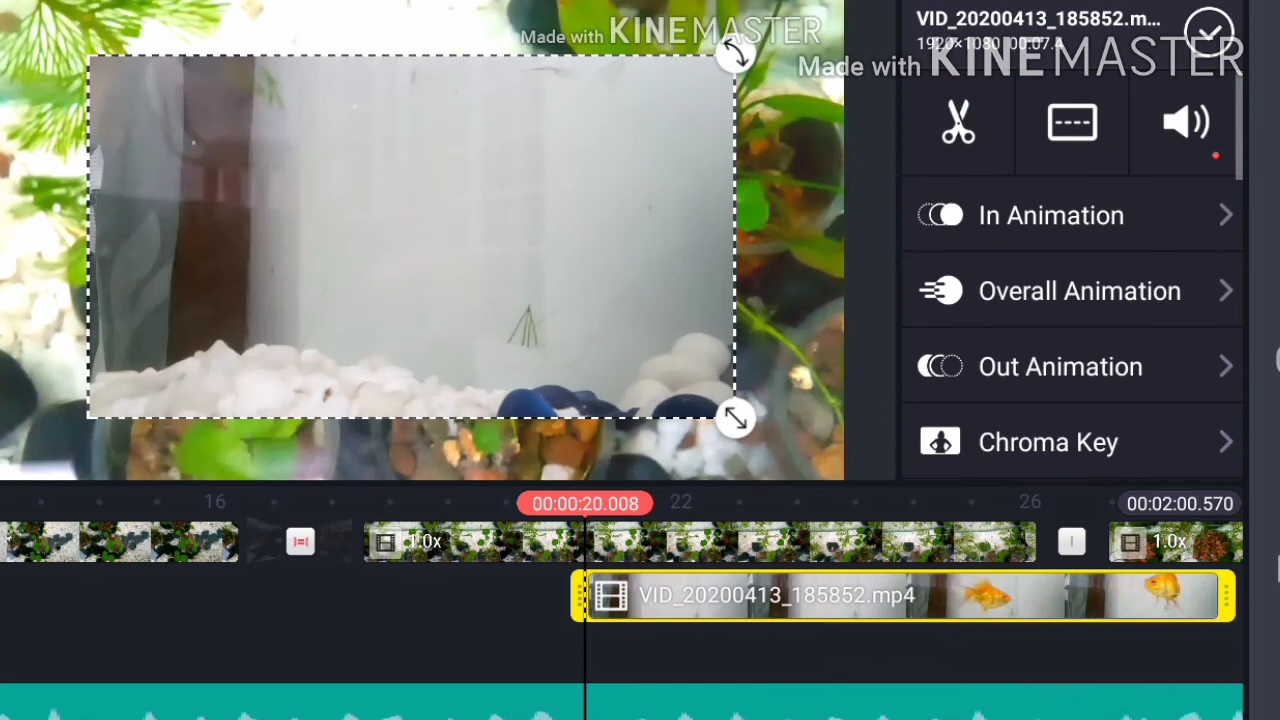 Made with KINEMASTER
VID_20200413_185852.m...
1920×1080 00:07.4
Made with KINEMASTER
In Animation
Overall Animation
Out Animation
Chroma Key
16
00:00:20.008
22
26
00:02:00.570
1.0x
1.0x
VID_20200413_185852.mp4